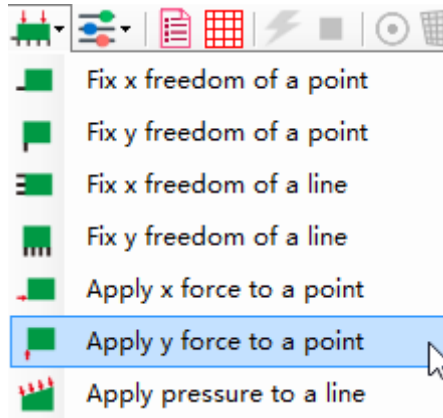 Fix x freedom of a point
Fix y freedom of a point
Fix x freedom of a line
Fix y freedom of a line
Apply x force to a point
Apply y force to a point
Apply pressure to a line